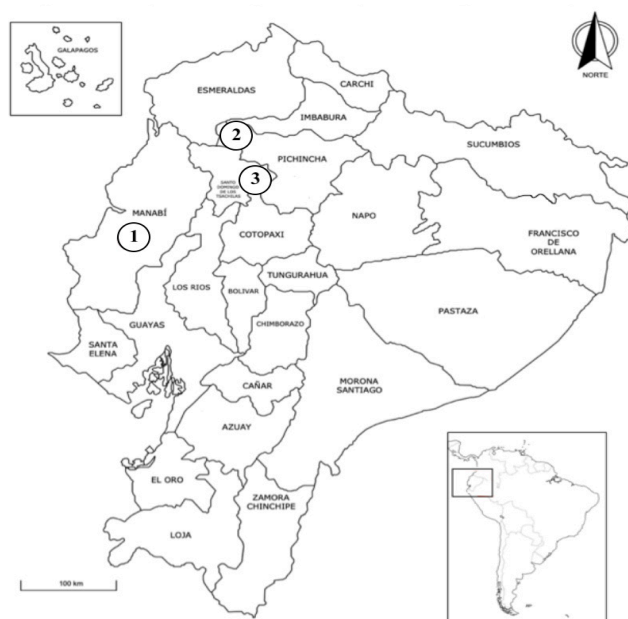 GALAPAGOS
NORTE
ESMERALDAS
CARCHI
IMBABURA
2
SUCUMBIOS
PICHINCHA
3
SANTO
DOMINGO
DE LOS
TSACHILAS
MANABÍ
1
NAPO
COTOPAXI
FRANCISCO
DE
ORELLANA
TUNGURAHUA
LOS RIOS
BOLIVAR
PASTAZA
GUAYAS
CHIMBORAZO
SANTA
ELENA
CAÑAR
MORONA
SANTIAGO
AZUAY
EL ORO
ZAMORA
CHINCHIPE
LOJA
100 km